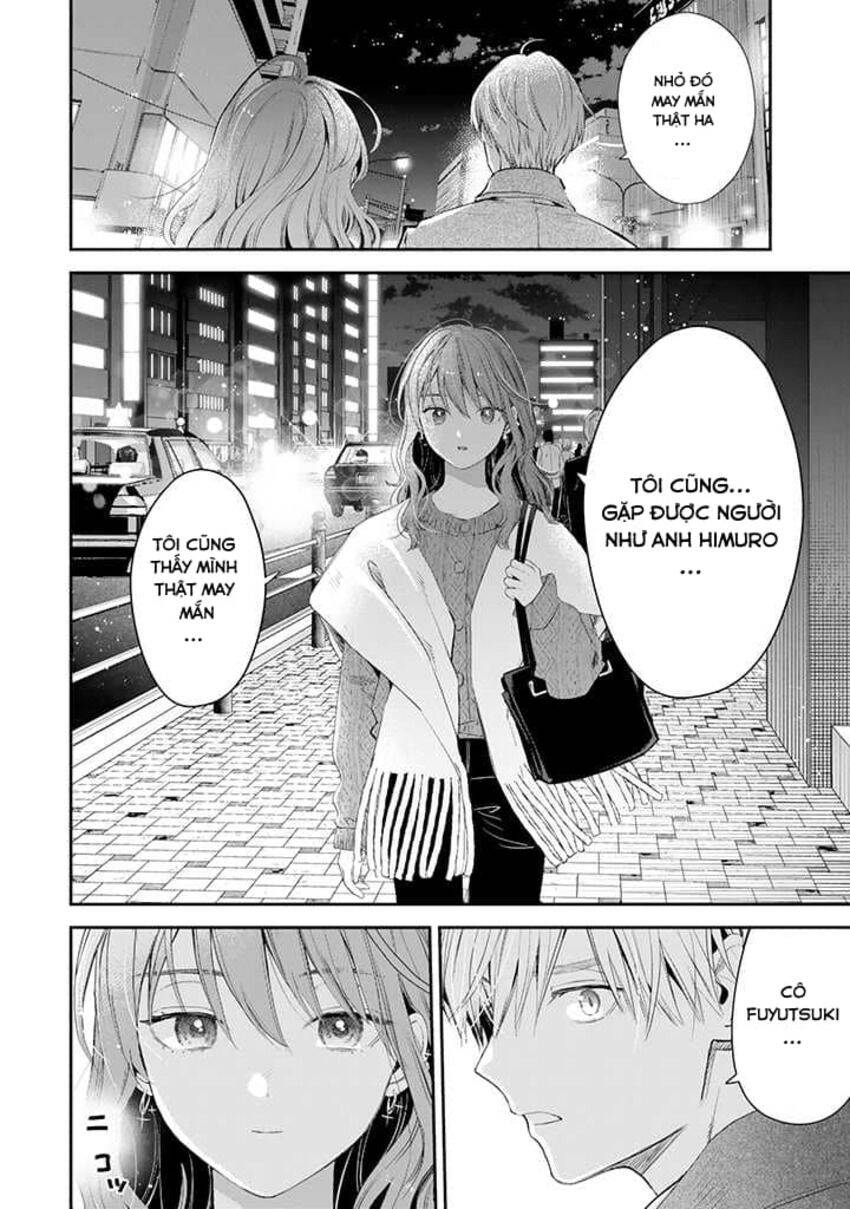 NHỎ ĐÓ
MAY MẮN
THẬT HA
...
TÔI CŨNG...
GẶP ĐƯỢC NGƯỜI
NHƯ ANH HIMURO
...
TÔI CŨNG
THẤY MÌNH
THẬT MAY
MẮN
...
CÔ
FUYUTSUKI
...
ニコッ